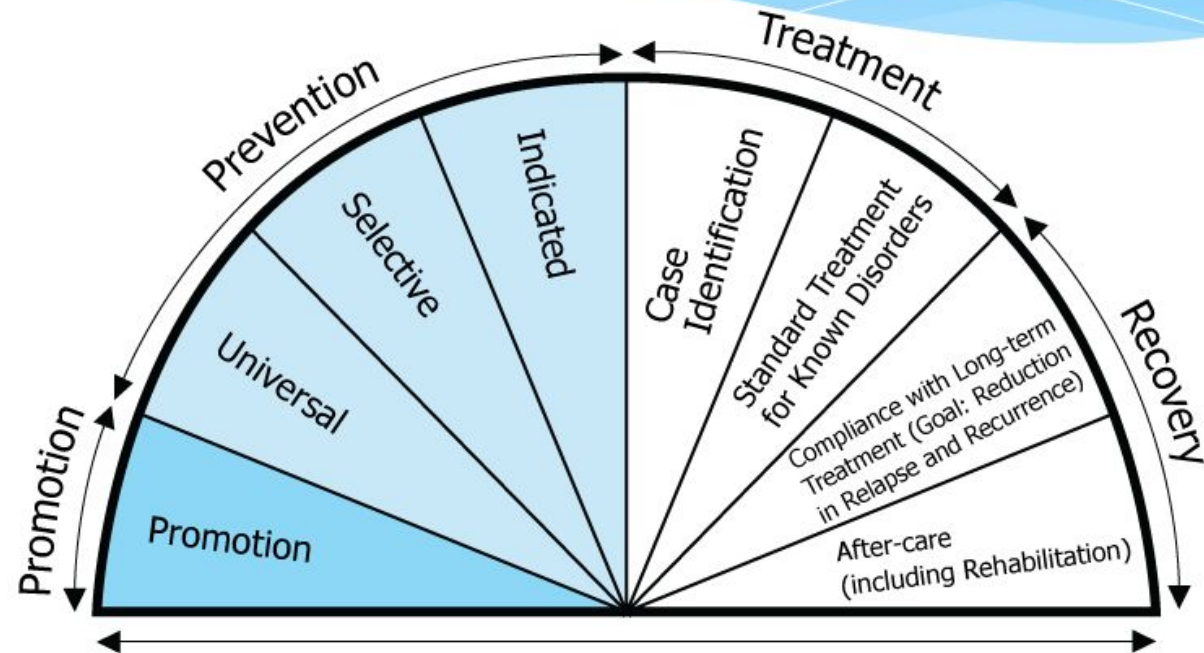 Promotion
Prevention
Treatment
Recovery
Promotion
Universal
Selective
Indicated
Case
Identification
Standard Treatment
for Known Disorders
Compliance with Long-term
Treatment (Goal: Reduction
in Relapse and Recurrence)
After-care
(including Rehabilitation)